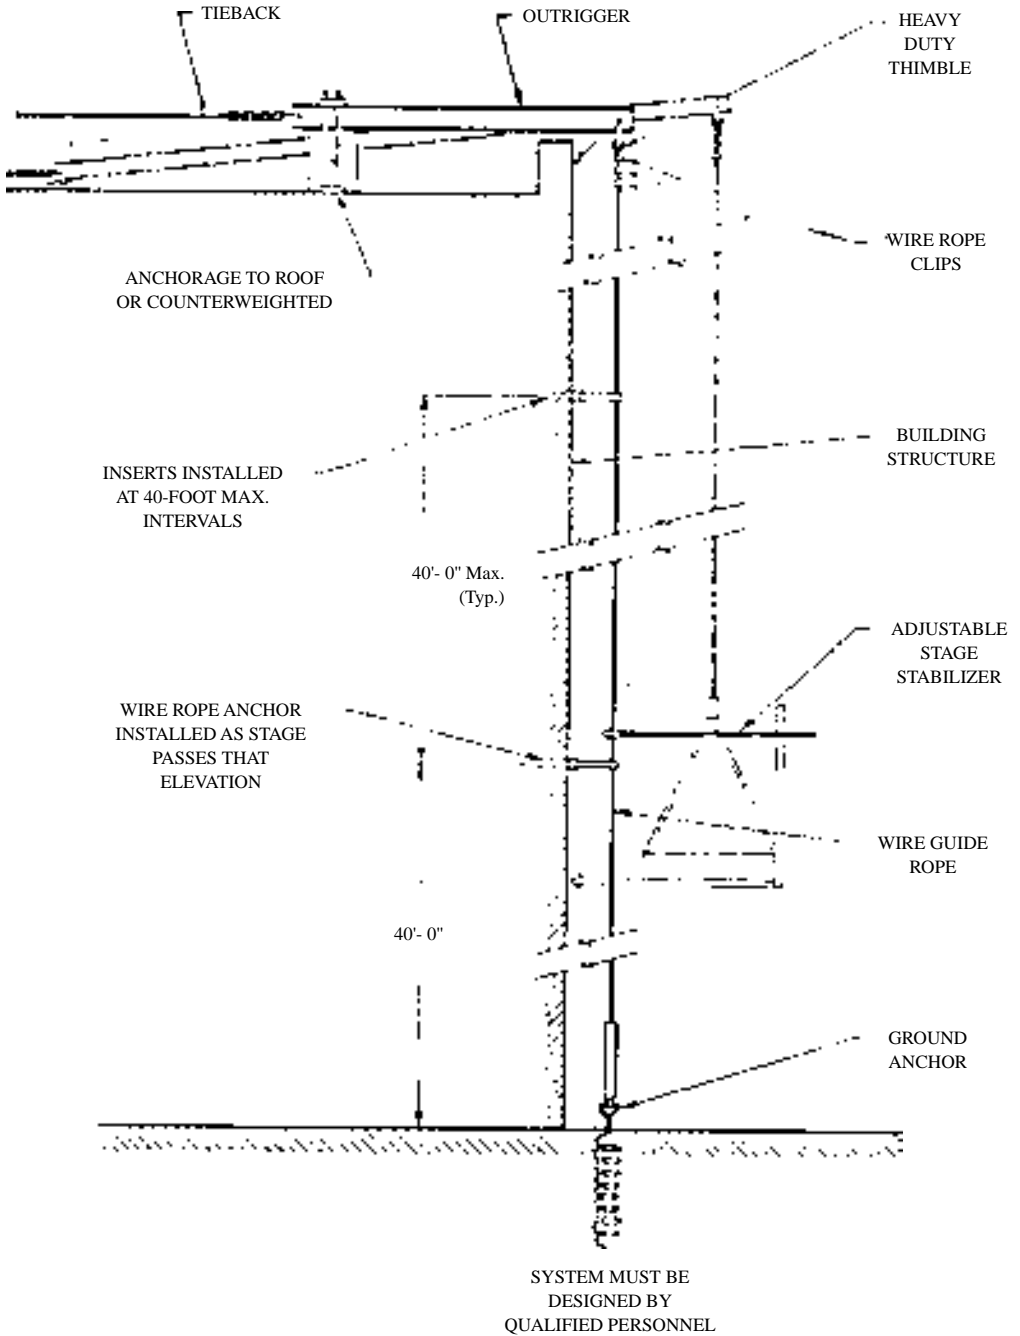 TIEBACK
OUTRIGGER
HEAVY
DUTY
THIMBLE
WIRE ROPE
CLIPS
ANCHORAGE TO ROOF
OR COUNTERWEIGHTED
BUILDING
STRUCTURE
INSERTS INSTALLED
AT 40-FOOT MAX.
INTERVALS
40'- 0" Max.
(Typ.)
ADJUSTABLE
STAGE
STABILIZER
WIRE ROPE ANCHOR
INSTALLED AS STAGE
PASSES THAT
ELEVATION
WIRE GUIDE
ROPE
40'- 0"
GROUND
ANCHOR
SYSTEM MUST BE
DESIGNED BY
QUALIFIED PERSONNEL